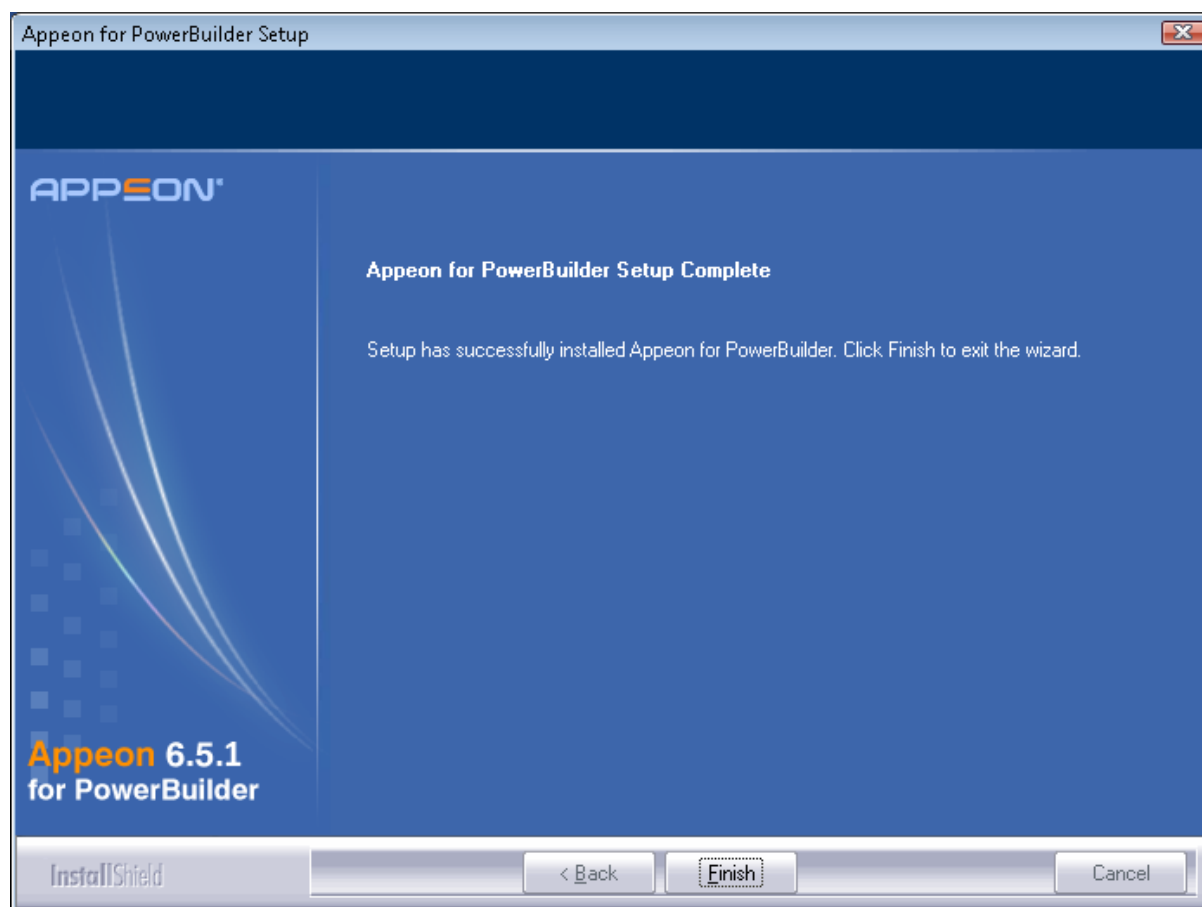 Appeon for PowerBuilder Setup
APPEON®
Appeon for PowerBuilder Setup Complete
Setup has successfully installed Appeon for PowerBuilder. Click Finish to exit the wizard.
Appeon 6.5.1
for PowerBuilder
InstallShield
< Back
Finish
Cancel